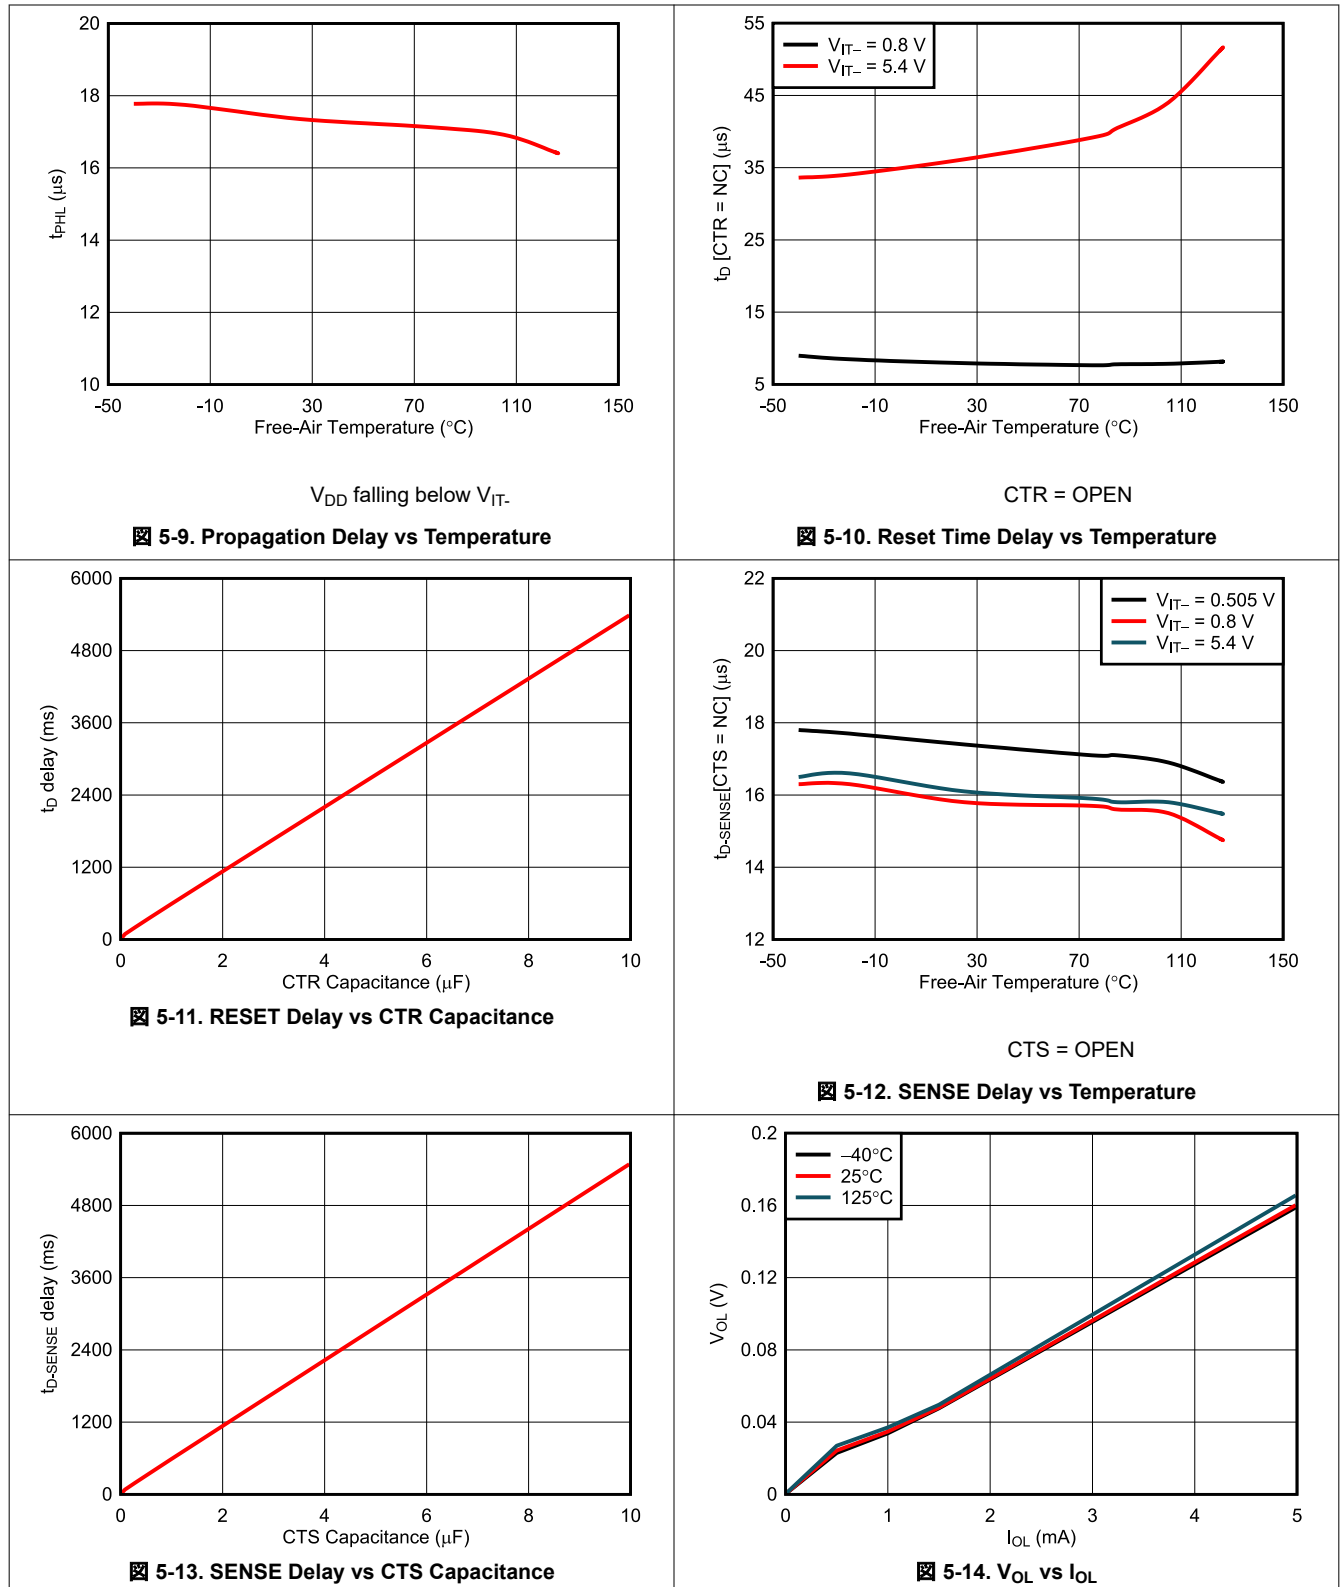 20
18
16
14
12
10
tPHL (μs)
-50 -10 30 70 110 150
Free-Air Temperature (°C)
VDD falling below VIT-
図 5-9. Propagation Delay vs Temperature
55
45
35
25
15
5
tD [CTR = NC] (μs)
VIT– = 0.8 V
VIT– = 5.4 V
-50 -10 30 70 110 150
Free-Air Temperature (°C)
CTR = OPEN
図 5-10. Reset Time Delay vs Temperature
6000
4800
3600
2400
1200
0
tD delay (ms)
0 2 4 6 8 10
CTR Capacitance (μF)
図 5-11. RESET Delay vs CTR Capacitance
22
20
18
16
14
12
tD-SENSE[CTS = NC] (μs)
VIT– = 0.505 V
VIT– = 0.8 V
VIT– = 5.4 V
-50 -10 30 70 110 150
Free-Air Temperature (°C)
CTS = OPEN
図 5-12. SENSE Delay vs Temperature
6000
4800
3600
2400
1200
0
tD-SENSE delay (ms)
0 2 4 6 8 10
CTS Capacitance (μF)
図 5-13. SENSE Delay vs CTS Capacitance
0.2
0.16
0.12
0.08
0.04
0
VOL (V)
–40°C
25°C
125°C
0 1 2 3 4 5
IOL (mA)
図 5-14. VOL vs IOL